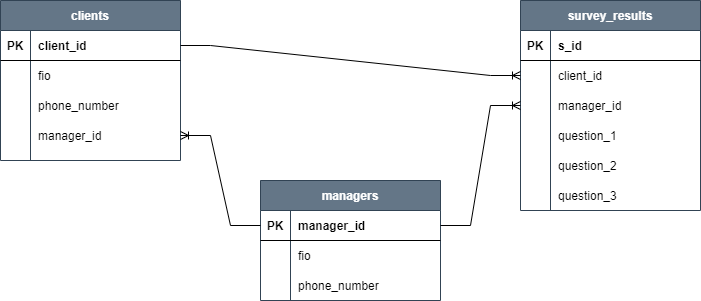 clients
PK client_id
fio
phone_number
manager_id
survey_results
PK s_id
client_id
manager_id
question_1
question_2
question_3
managers
PK manager_id
fio
phone_number